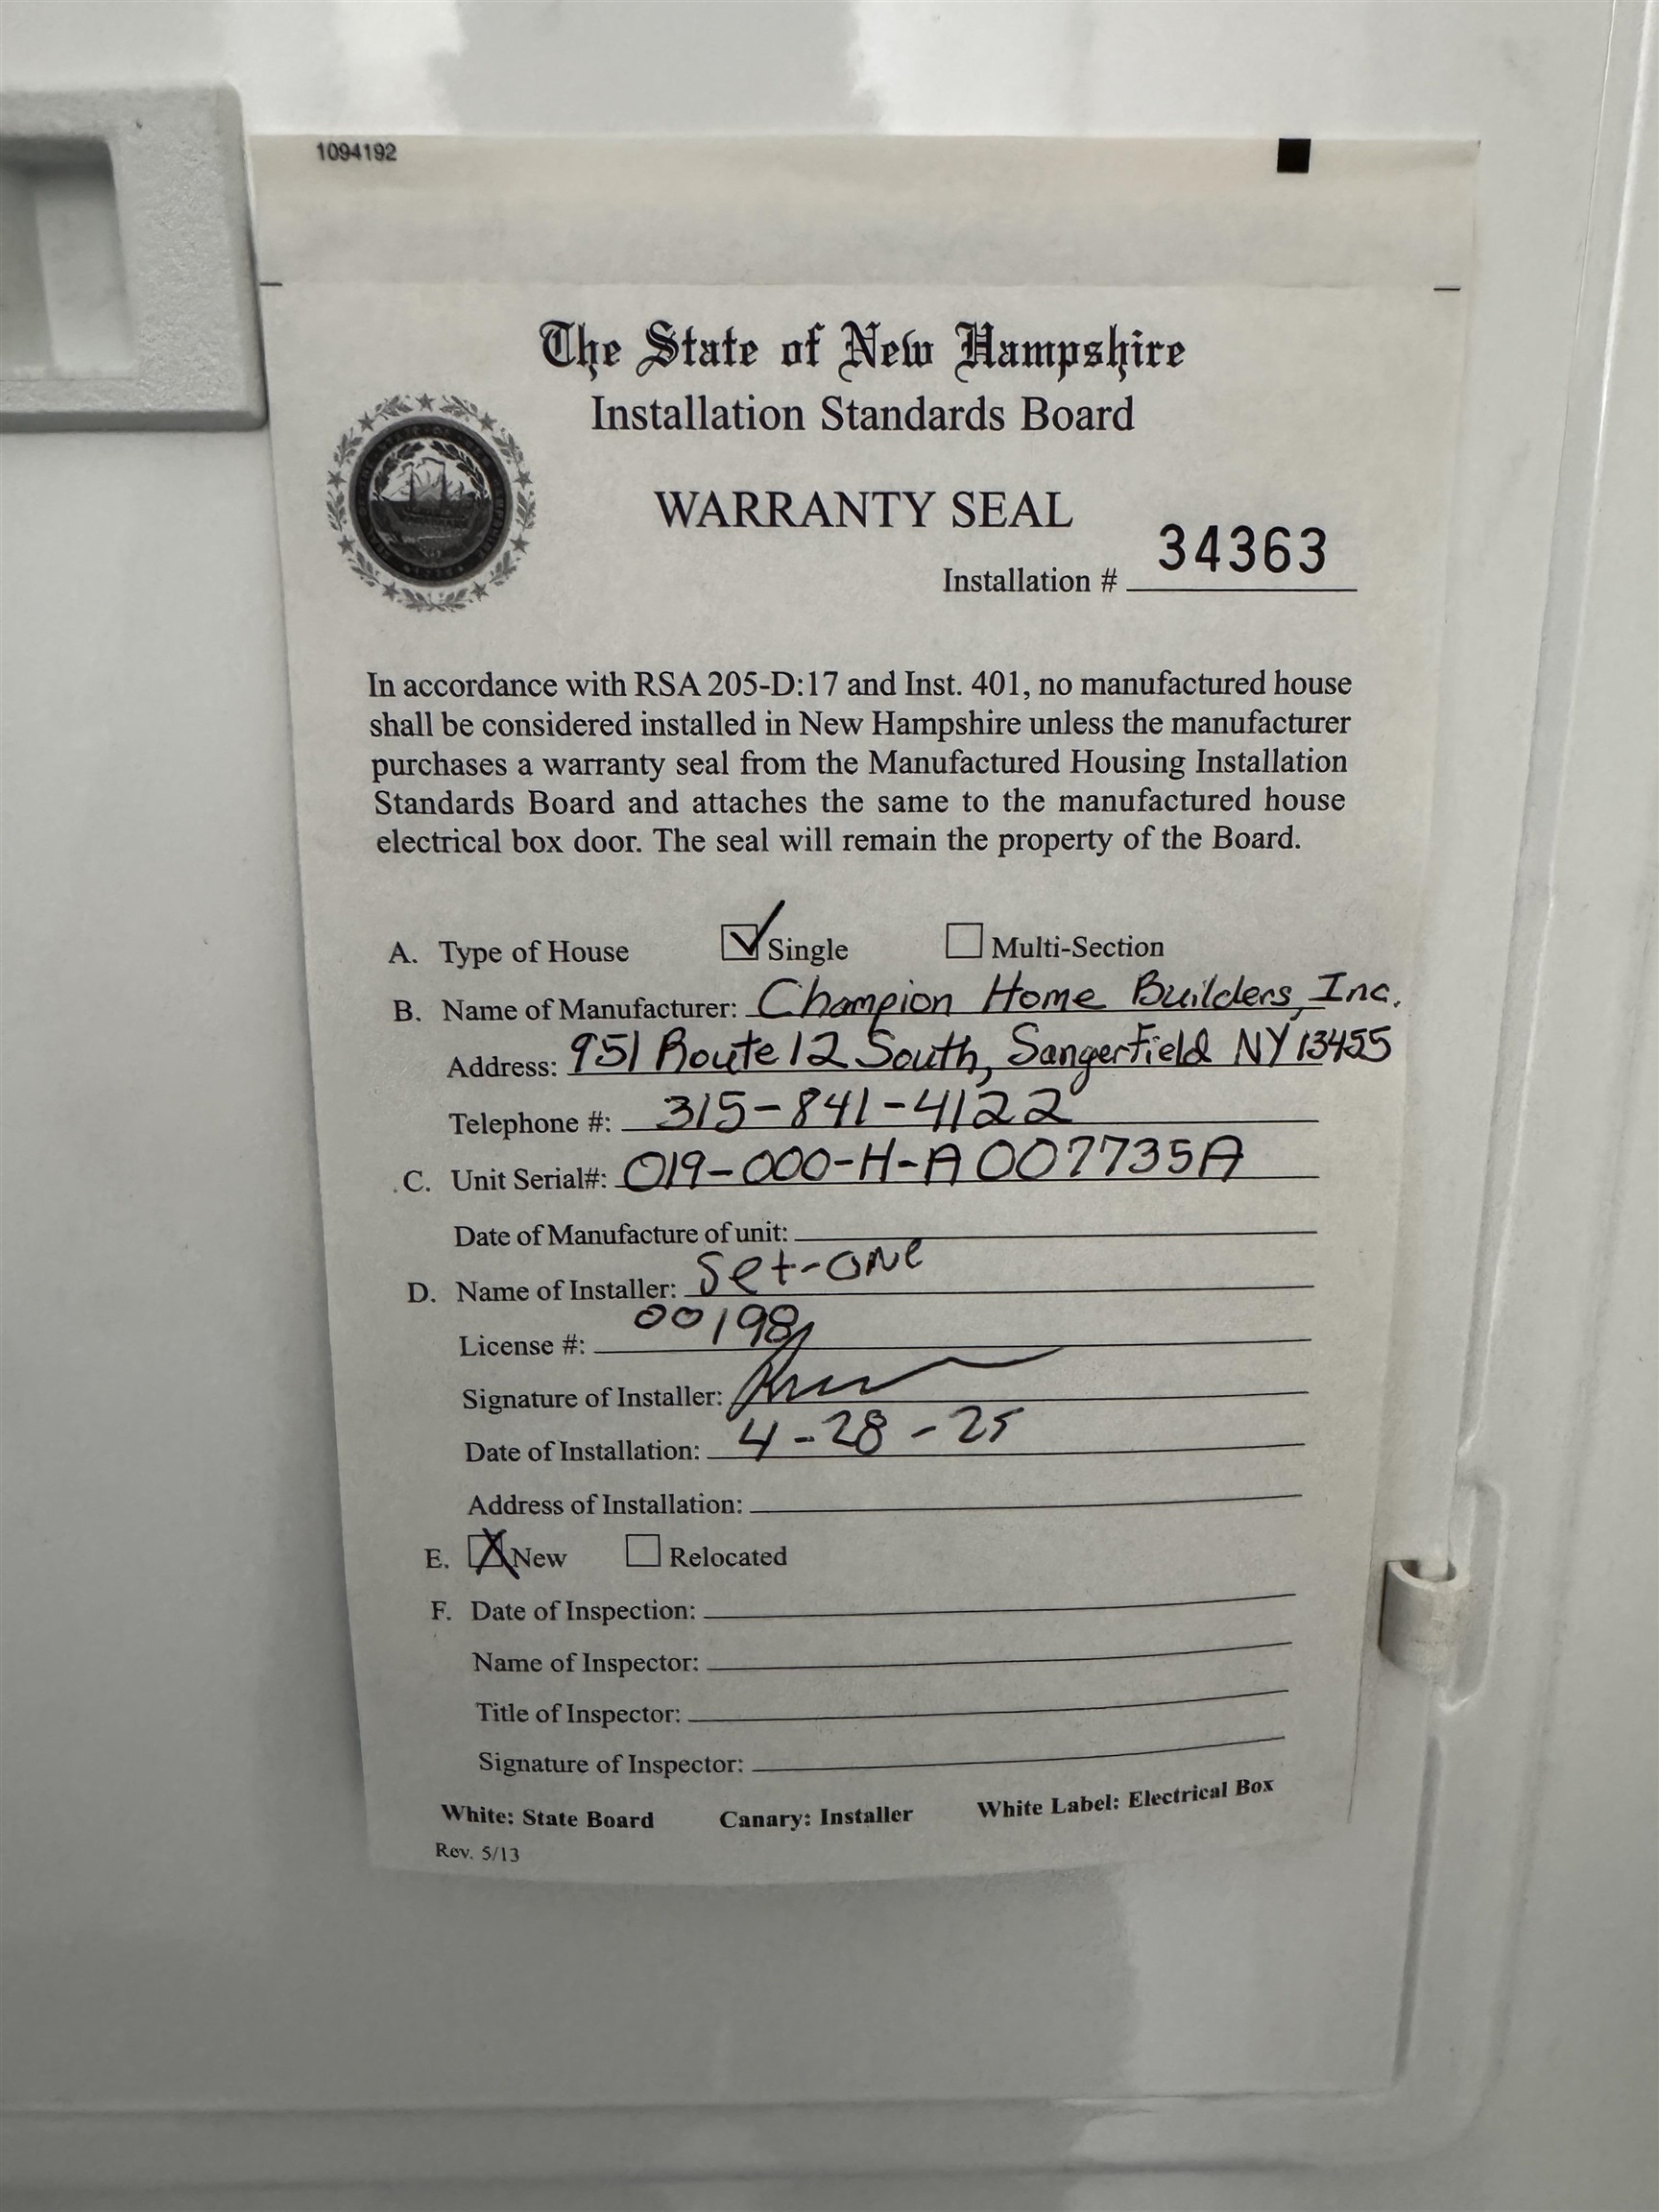 1094192
The State of New Hampshire
Installation Standards Board
WARRANTY SEAL
Installation # 34363
In accordance with RSA 205-D:17 and Inst. 401, no manufactured house
shall be considered installed in New Hampshire unless the manufacturer
purchases a warranty seal from the Manufactured Housing Installation
Standards Board and attaches the same to the manufactured house
electrical box door. The seal will remain the property of the Board.
A. Type of House Single Multi-Section
B. Name of Manufacturer: Champion Home Builders, Inc.
Address: 951 Route 12 South, Sangerfield NY 13455
Telephone #: 315-841-4122
C. Unit Serial#: 019-000-H-A007735A
Date of Manufacture of unit:
D. Name of Installer: Set-one
License #: 00198
Signature of Installer:
Date of Installation: 4-28-25
Address of Installation:
E. New Relocated
F. Date of Inspection:
Name of Inspector:
Title of Inspector:
Signature of Inspector:
White: State Board Canary: Installer White Label: Electrical Box
Rev. 5/13